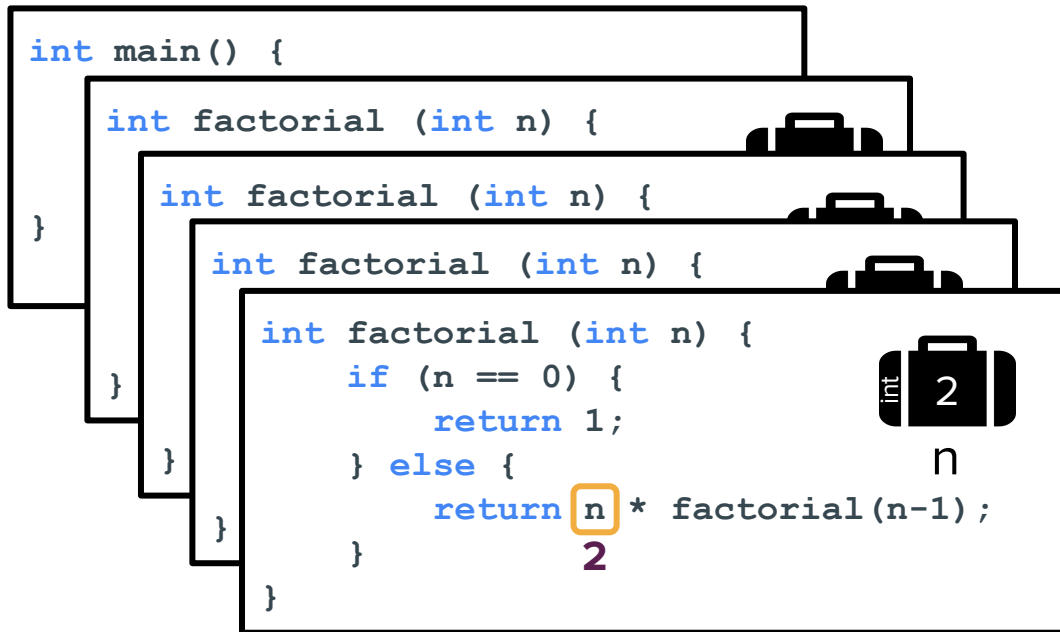 int main() {
}
int factorial (int n) {
}
int factorial (int n) {
}
int factorial (int n) {
}
int factorial (int n) {
if (n == 0) {
return 1;
} else {
return n * factorial(n-1);
2
}
}
int 2
n